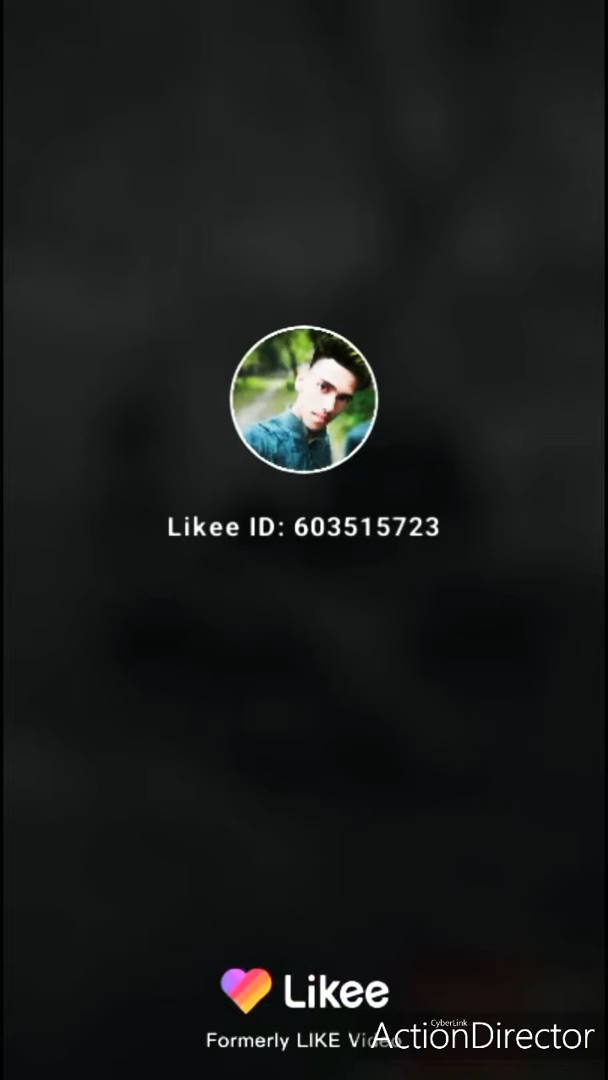 Likee ID: 603515723
Likee
Formerly LIKE Video
CyberLink
ActionDirector